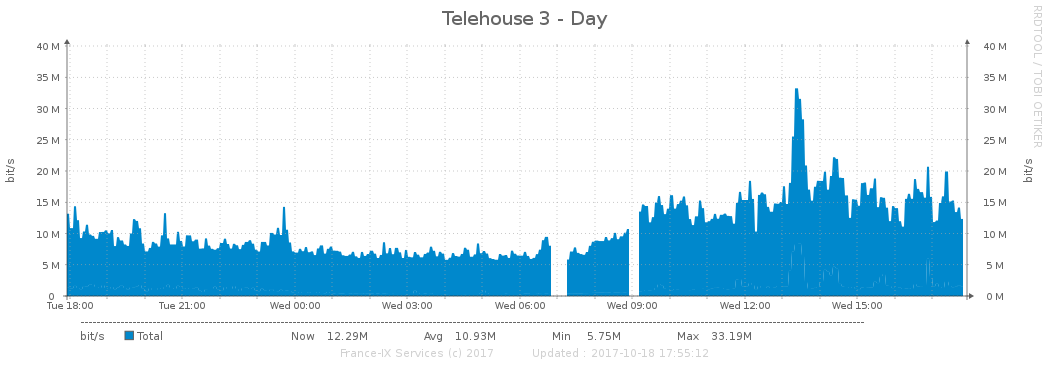 Telehouse 3 - Day
RRDTOOL / TOBI OETIKER
40 M 40 M
35 M 35 M
30 M 30 M
25 M 25 M
20 M 20 M
15 M 15 M
10 M 10 M
5 M 5 M
0 0 M
bit/s
bit/s
Tue 18:00 Tue 21:00 Wed 00:00 Wed 03:00 Wed 06:00 Wed 09:00 Wed 12:00 Wed 15:00
bit/s Total Now 12.29M Avg 10.93M Min 5.75M Max 33.19M
France-IX Services (c) 2017 Updated : 2017-10-18 17:55:12